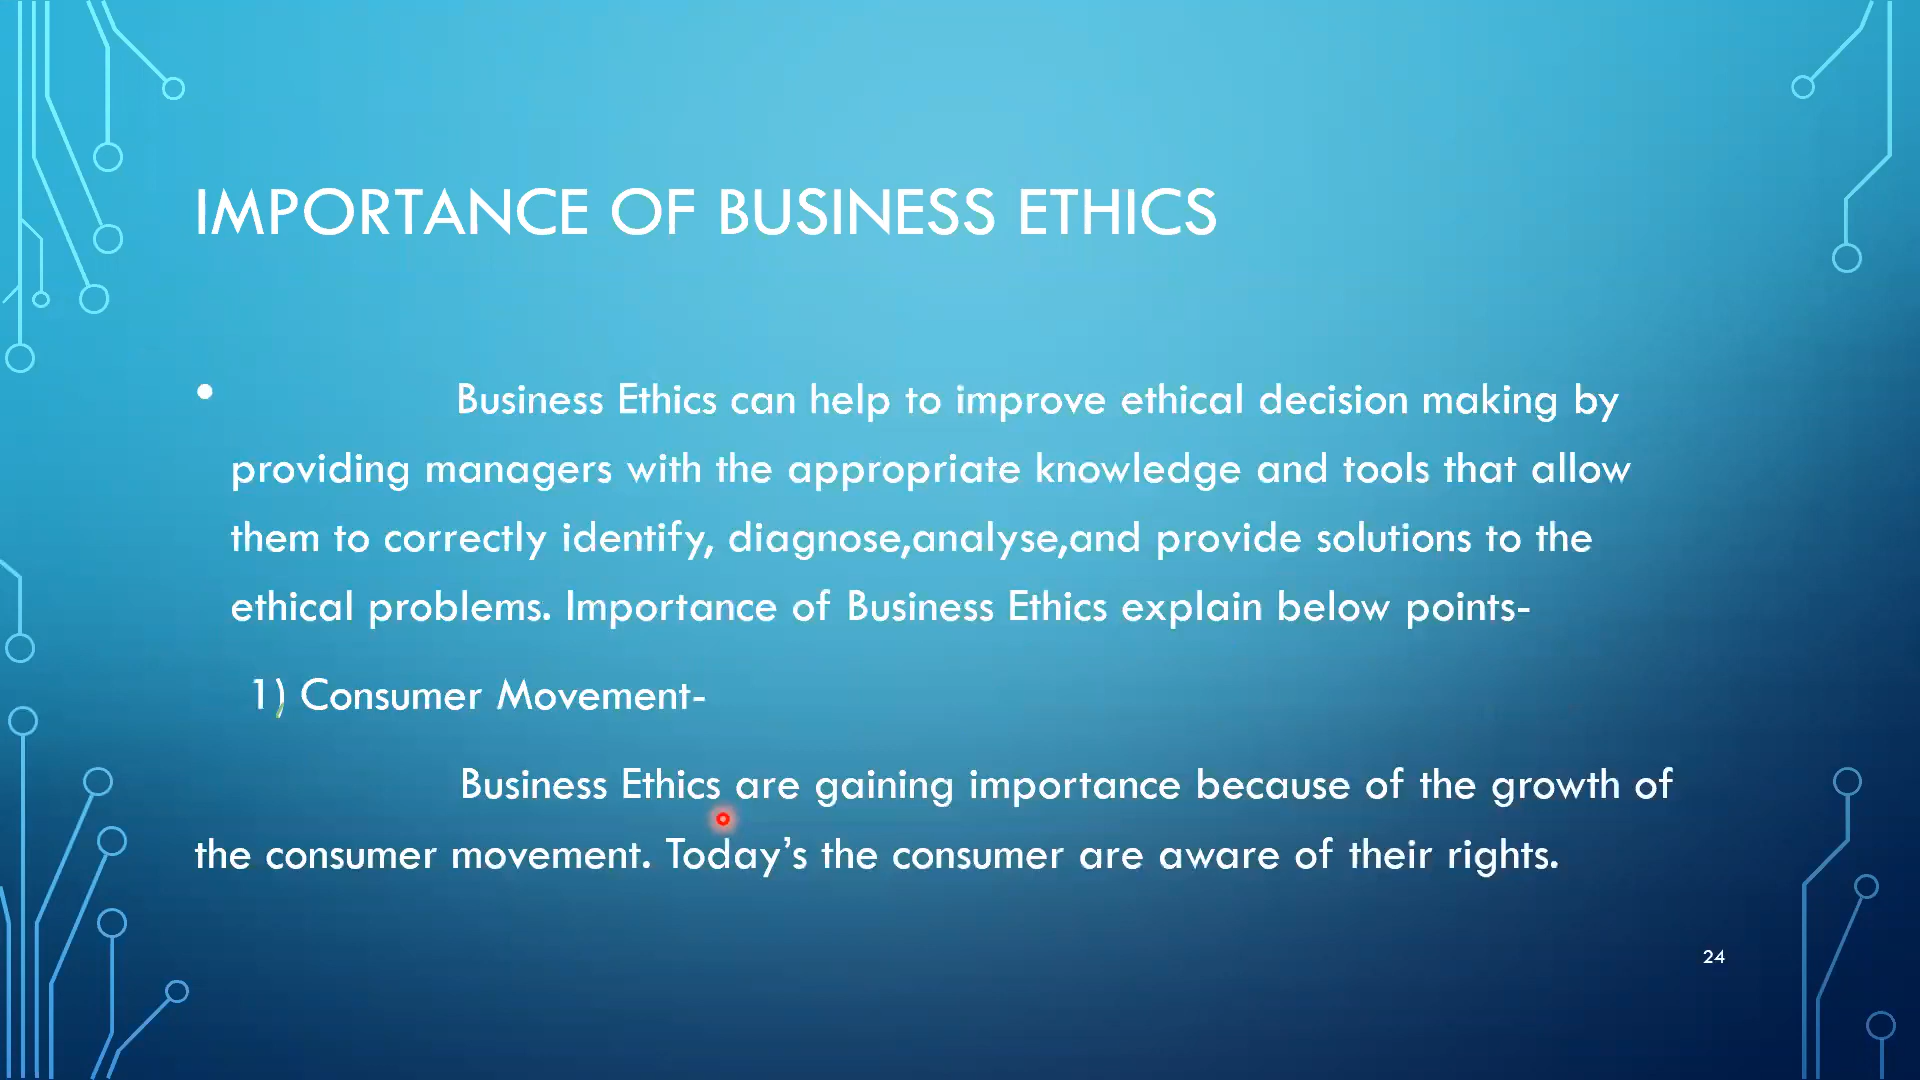 IMPORTANCE OF BUSINESS ETHICS
• Business Ethics can help to improve ethical decision making by
providing managers with the appropriate knowledge and tools that allow
them to correctly identify, diagnose,analyse,and provide solutions to the
ethical problems. Importance of Business Ethics explain below points-
1) Consumer Movement-
Business Ethics are gaining importance because of the growth of
the consumer movement. Today’s the consumer are aware of their rights.
24